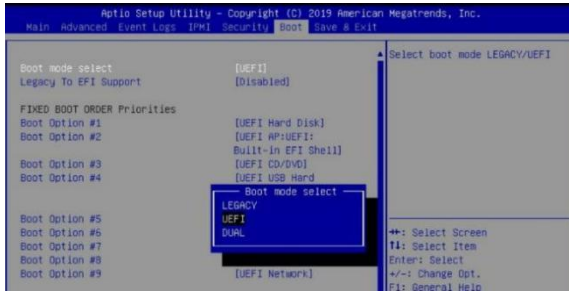 Aptio Setup Utility - Copyright (C) 2019 American Megatrends, Inc.
Main Advanced Event Logs IPMI Security Boot Save & Exit
Select boot mode LEGACY/UEFI
Boot mode select [UEFI]
Legacy To EFI Support [Disabled]
FIXED BOOT ORDER Priorities
Boot Option #1 [UEFI Hard Disk]
Boot Option #2 [UEFI AP:UEFI:
Built-in EFI Shell]
Boot Option #3 [UEFI CD/DVD]
Boot Option #4 [UEFI USB Hard
Boot mode select
LEGACY
UEFI
DUAL
Boot Option #5
Boot Option #6
Boot Option #7
Boot Option #8
Boot Option #9 [UEFI Network]
↔: Select Screen
↑↓: Select Item
Enter: Select
+/-: Change Opt.
F1: General Help